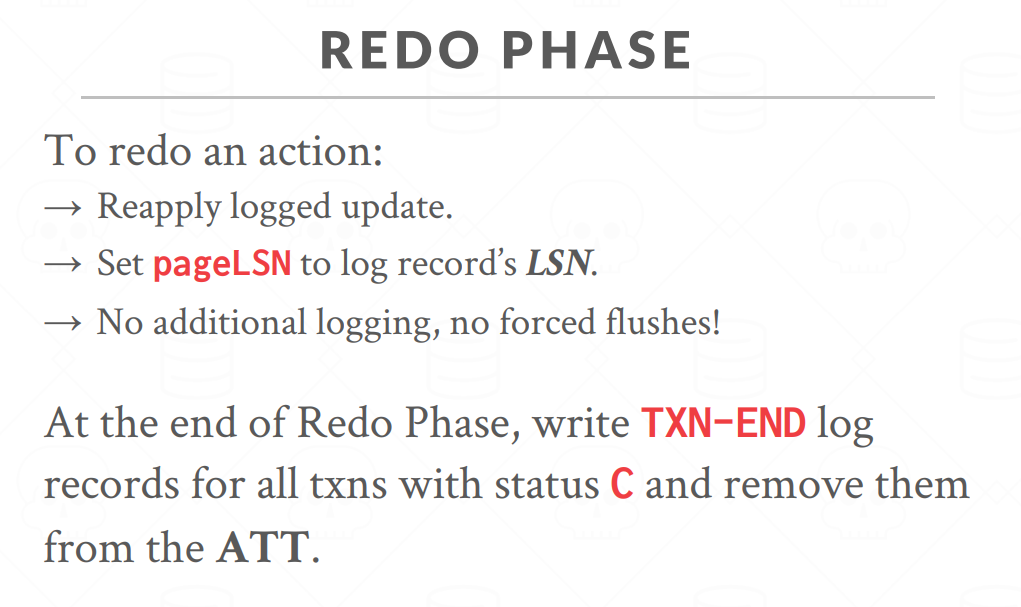 REDO PHASE
To redo an action:
→ Reapply logged update.
→ Set pageLSN to log record’s LSN.
→ No additional logging, no forced flushes!
At the end of Redo Phase, write TXN-END log
records for all txns with status C and remove them
from the ATT.